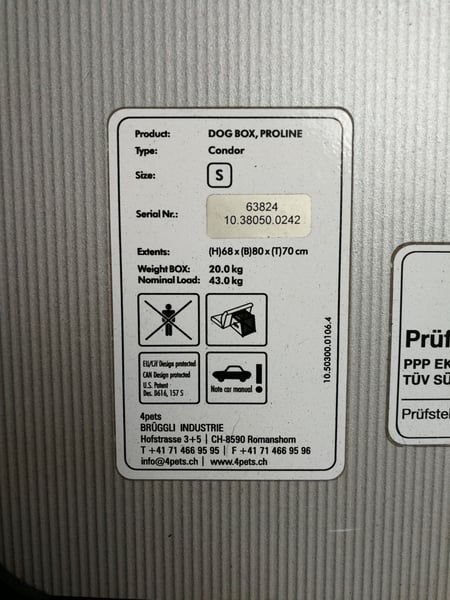 Product: DOG BOX, PROLINE
Type: Condor
Size: S
Serial Nr.: 63824
10.38050.0242
Extents: (H)68 x (B)80 x (T)70 cm
Weight BOX: 20.0 kg
Nominal Load: 43.0 kg
EU/CH Design protected
CAN Design protected
U.S. Patent
Des. D616, 157 S
Note car manual !
10.50300.0106.4
4pets
BRÜGGLI INDUSTRIE
Hofstrasse 3+5 | CH-8590 Romanshorn
T +41 71 466 95 95 | F +41 71 466 95 96
info@4pets.ch | www.4pets.ch
Prüf
PPP EK
TÜV SÜ
Prüfstel